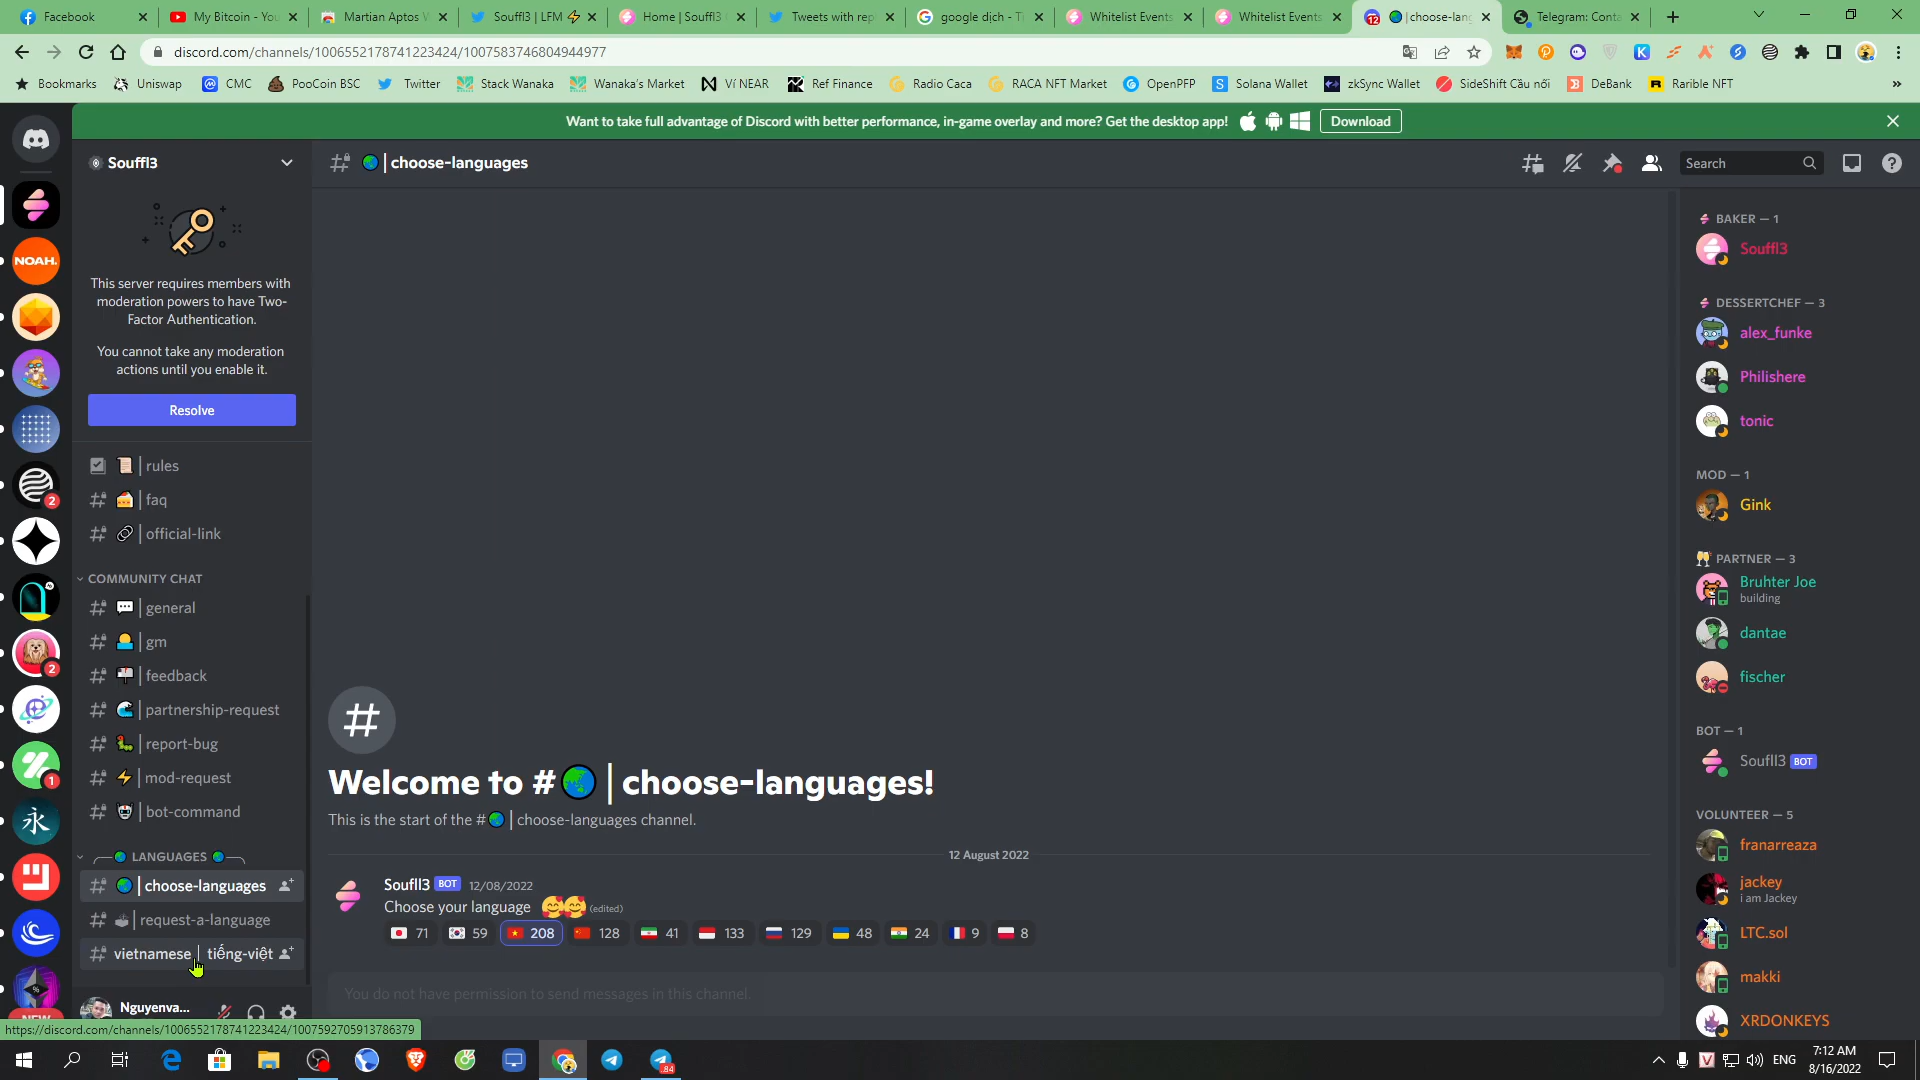 Facebook
My Bitcoin - You
Martian Aptos W
Souffl3 | LFM
Home | Souffl3
Tweets with rep
google dịch - T
Whitelist Events
Whitelist Events
12
|choose-lang
Telegram: Conta
discord.com/channels/1006552178741223424/1007583746804944977
Bookmarks
Uniswap
CMC
PooCoin BSC
Twitter
Stack Wanaka
Wanaka's Market
Ví NEAR
Ref Finance
Radio Caca
RACA NFT Market
OpenPFP
Solana Wallet
zkSync Wallet
SideShift Cầu nối
DeBank
Rarible NFT
»
Want to take full advantage of Discord with better performance, in-game overlay and more? Get the desktop app!
Download
Souffl3
| choose-languages
Search
This server requires members with
moderation powers to have Two-
Factor Authentication.
You cannot take any moderation
actions until you enable it.
Resolve
| rules
| faq
| official-link
COMMUNITY CHAT
| general
| gm
| feedback
| partnership-request
| report-bug
| mod-request
| bot-command
LANGUAGES
| choose-languages
| request-a-language
vietnamese | tiếng-việt
Nguyenva...
https://discord.com/channels/1006552178741223424/1007592705913786379
NOAH.
2
2
1
NEW
Welcome to # | choose-languages!
This is the start of the # | choose-languages channel.
12 August 2022
Soufll3 BOT 12/08/2022
Choose your language (edited)
71 59 208 128 41 133 129 48 24 9 8
You do not have permission to send messages in this channel.
BAKER — 1
Souffl3
DESSERTCHEF — 3
alex_funke
Philishere
tonic
MOD — 1
Gink
PARTNER — 3
Bruhter Joe
building
dantae
fischer
BOT — 1
Soufll3 BOT
VOLUNTEER — 5
franarreaza
jackey
i am Jackey
LTC.sol
makki
XRDONKEYS
84
ENG
7:12 AM
8/16/2022